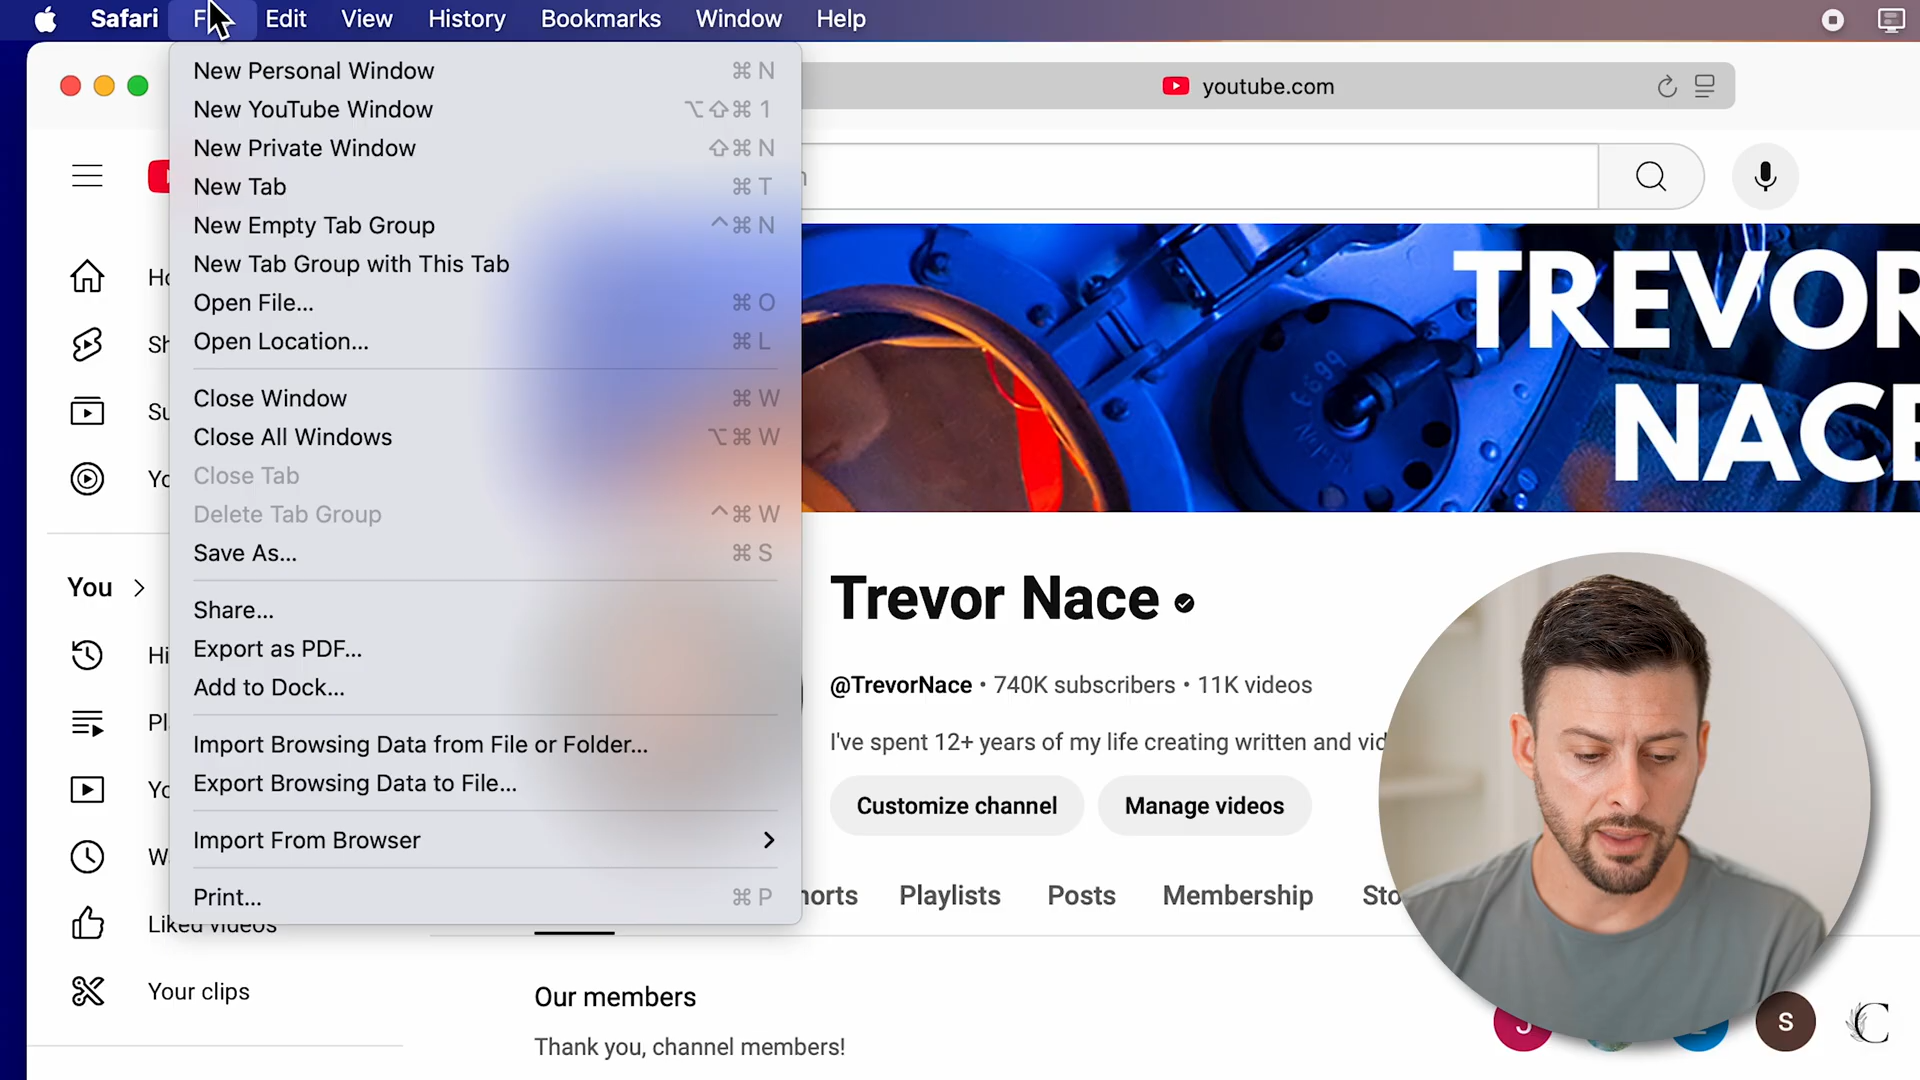 Safari F Edit View History Bookmarks Window Help
New Personal Window ⌘ N
New YouTube Window ⌥⇧⌘ 1
New Private Window ⇧⌘ N
New Tab ⌘ T
New Empty Tab Group ^⌘ N
New Tab Group with This Tab
Open File... ⌘ O
Open Location... ⌘ L
Close Window ⌘ W
Close All Windows ⌥⌘ W
Close Tab
Delete Tab Group ^⌘ W
Save As... ⌘ S
Share...
Export as PDF...
Add to Dock...
Import Browsing Data from File or Folder...
Export Browsing Data to File...
Import From Browser
Print... ⌘ P
youtube.com
TREVOR
NACE
You
Liked videos
Your clips
Trevor Nace
@TrevorNace • 740K subscribers • 11K videos
I've spent 12+ years of my life creating written and vid
Customize channel Manage videos
horts Playlists Posts Membership Sto
Our members
Thank you, channel members!
S C